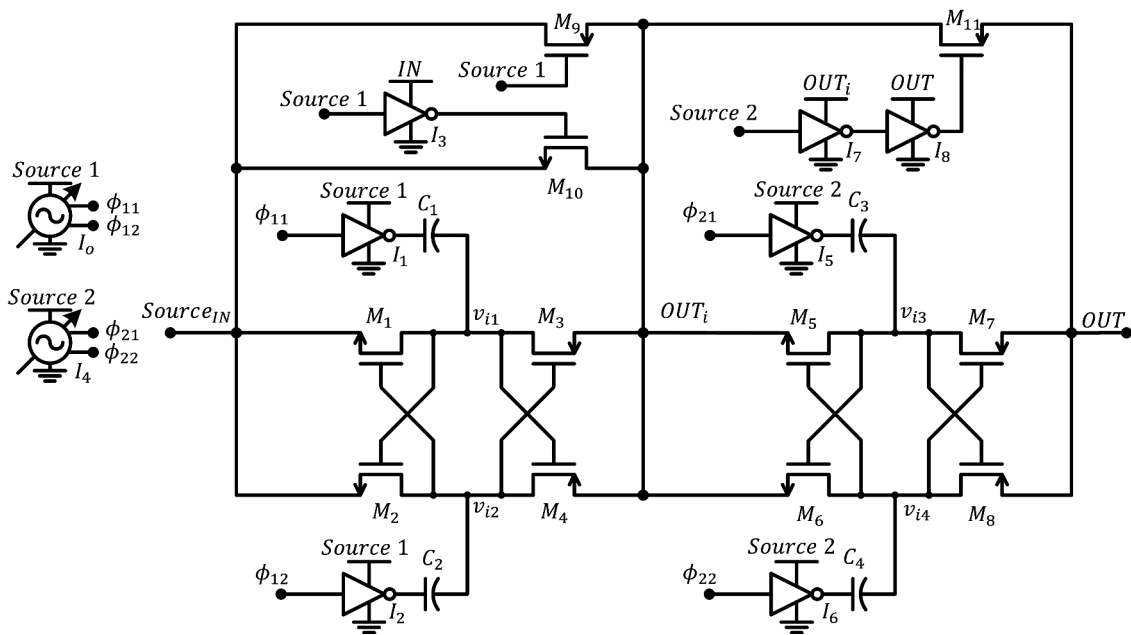 M₉
M₁₁
IN
Source 1
Source 1
I₃
M₁₀
OUTᵢ
OUT
Source 2
I₇
I₈
Source 1
ϕ₁₁
ϕ₁₂
Iₒ
Source 1
C₁
ϕ₁₁
I₁
Source 2
C₃
ϕ₂₁
I₅
Source 2
ϕ₂₁
ϕ₂₂
I₄
Source_IN
M₁
vᵢ₁
M₃
OUTᵢ
M₅
vᵢ₃
M₇
OUT
M₂
vᵢ₂
M₄
M₆
vᵢ₄
M₈
Source 1
C₂
ϕ₁₂
I₂
Source 2
C₄
ϕ₂₂
I₆